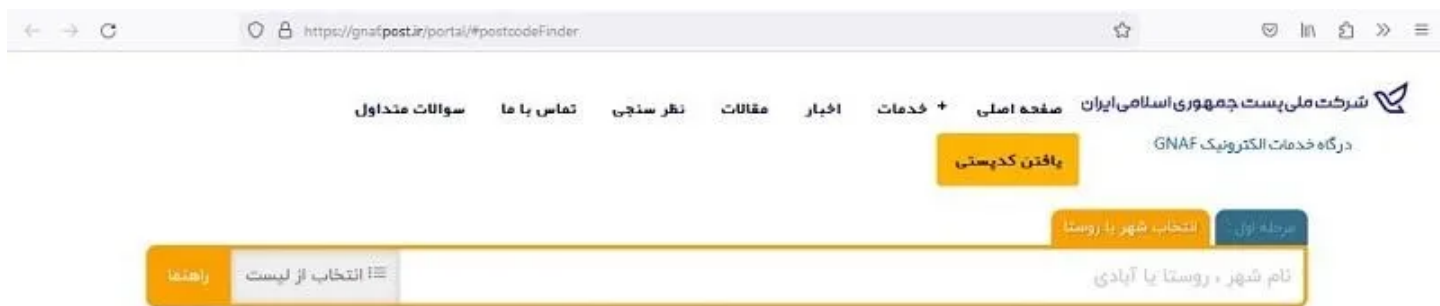 https://gnaf.post.ir/portal/#postcodeFinder
شرکت ملی پست جمهوری اسلامی ایران
صفحه اصلی + خدمات اخبار مقالات نظر سنجی تماس با ما سوالات متداول
درگاه خدمات الکترونیک GNAF
یافتن کدپستی
مرحله اول : انتخاب شهر یا روستا
نام شهر ، روستا یا آبادی انتخاب از لیست راهنما